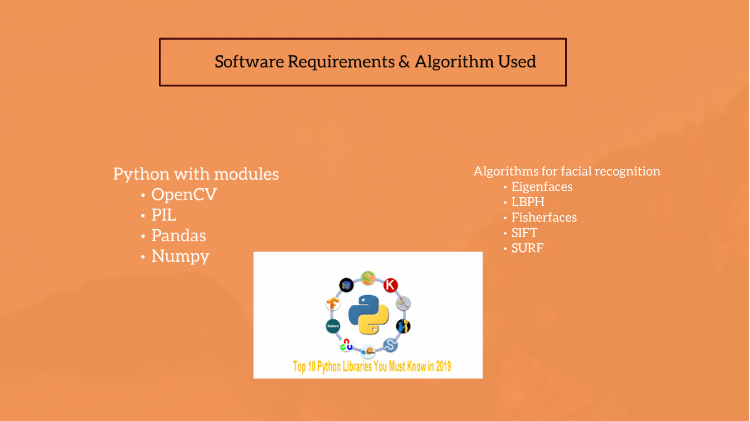 Software Requirements & Algorithm Used
Python with modules
• OpenCV
• PIL
• Pandas
• Numpy
Algorithms for facial recognition
• Eigenfaces
• LBPH
• Fisherfaces
• SIFT
• SURF
K
Top 10 Python Libraries You Must Know in 2019